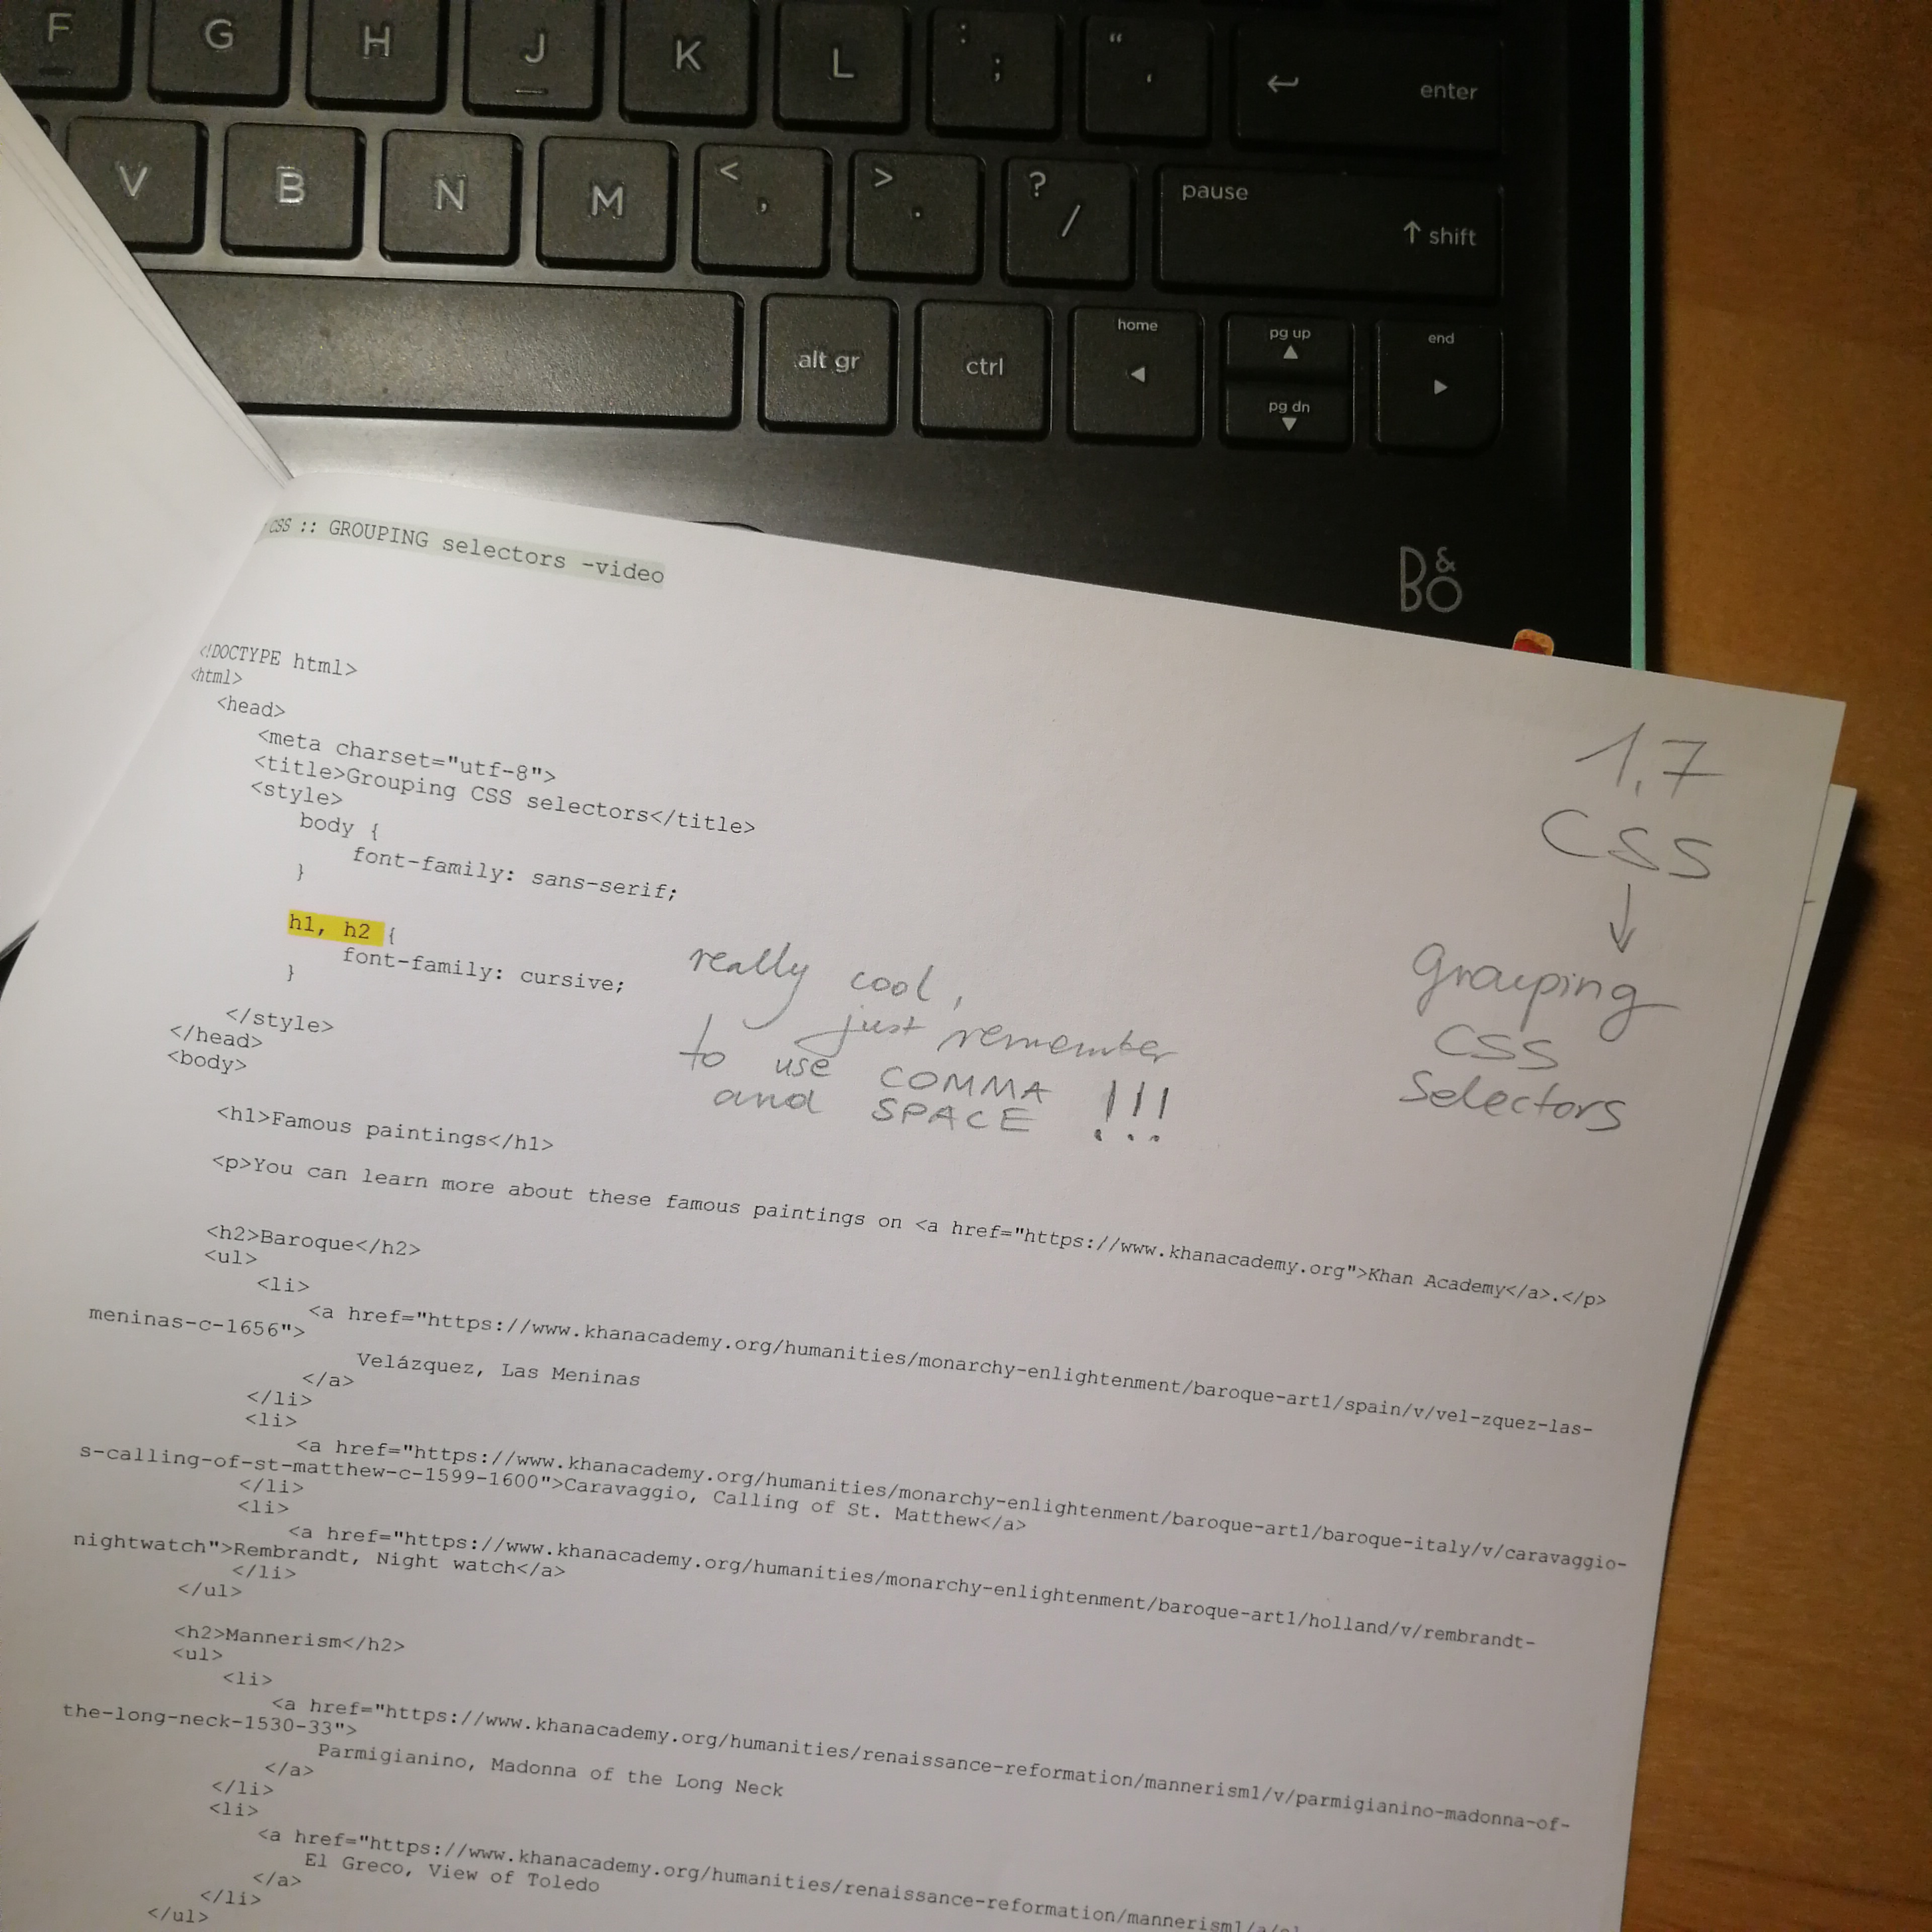 F G H J K L : ; “ ‘ enter
V B N M < , > . ? / pause shift
alt gr ctrl home pg up pg dn end
B&O
CSS :: GROUPING selectors -video
<!DOCTYPE html>
<html>
<head>
<meta charset="utf-8">
<title>Grouping CSS selectors</title>
<style>
body {
font-family: sans-serif;
}
h1, h2 {
font-family: cursive;
}
</style>
</head>
<body>
really cool,
just remember
to use COMMA
and SPACE !!!
1.7
CSS
↓
grouping
CSS
Selectors
<h1>Famous paintings</h1>
<p>You can learn more about these famous paintings on <a href="https://www.khanacademy.org">Khan Academy</a>.</p>
<h2>Baroque</h2>
<ul>
<li>
<a href="https://www.khanacademy.org/humanities/monarchy-enlightenment/baroque-art1/spain/v/vel-zquez-las-
meninas-c-1656">
Velázquez, Las Meninas
</a>
</li>
<li>
<a href="https://www.khanacademy.org/humanities/monarchy-enlightenment/baroque-art1/baroque-italy/v/caravaggio-
s-calling-of-st-matthew-c-1599-1600">Caravaggio, Calling of St. Matthew</a>
</li>
<li>
<a href="https://www.khanacademy.org/humanities/monarchy-enlightenment/baroque-art1/holland/v/rembrandt-
nightwatch">Rembrandt, Night watch</a>
</li>
</ul>
<h2>Mannerism</h2>
<ul>
<li>
<a href="https://www.khanacademy.org/humanities/renaissance-reformation/mannerism1/v/parmigianino-madonna-of-
the-long-neck-1530-33">
Parmigianino, Madonna of the Long Neck
</a>
</li>
<li>
<a href="https://www.khanacademy.org/humanities/renaissance-reformation/mannerism1/a/
El Greco, View of Toledo
</a>
</li>
</ul>